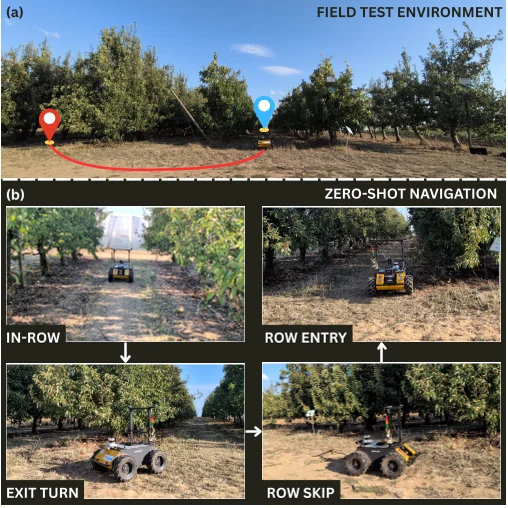 (a)
FIELD TEST ENVIRONMENT
(b)
ZERO-SHOT NAVIGATION
IN-ROW
ROW ENTRY
EXIT TURN
ROW SKIP